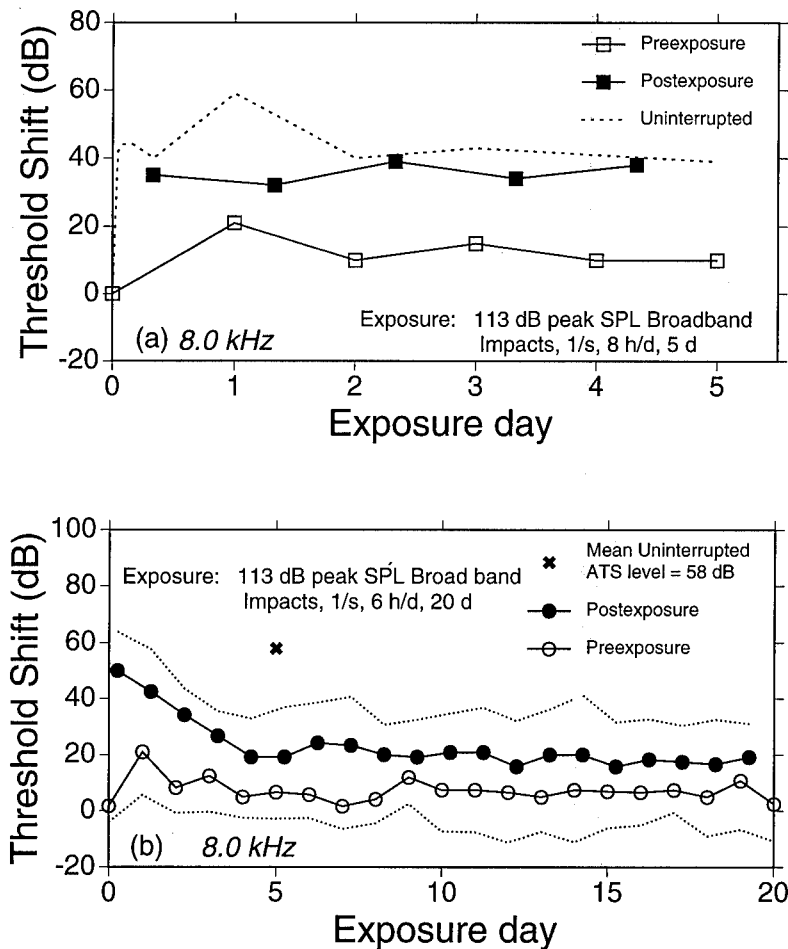 80
60
40
20
0
-20
Threshold Shift (dB)
Preexposure
Postexposure
Uninterrupted
(a) 8.0 kHz
Exposure: 113 dB peak SPL Broadband
Impacts, 1/s, 8 h/d, 5 d
0 1 2 3 4 5
Exposure day
100
80
60
40
20
0
-20
Threshold Shift (dB)
Exposure: 113 dB peak SPL Broad band
Impacts, 1/s, 6 h/d, 20 d
Mean Uninterrupted
ATS level = 58 dB
Postexposure
Preexposure
(b) 8.0 kHz
0 5 10 15 20
Exposure day